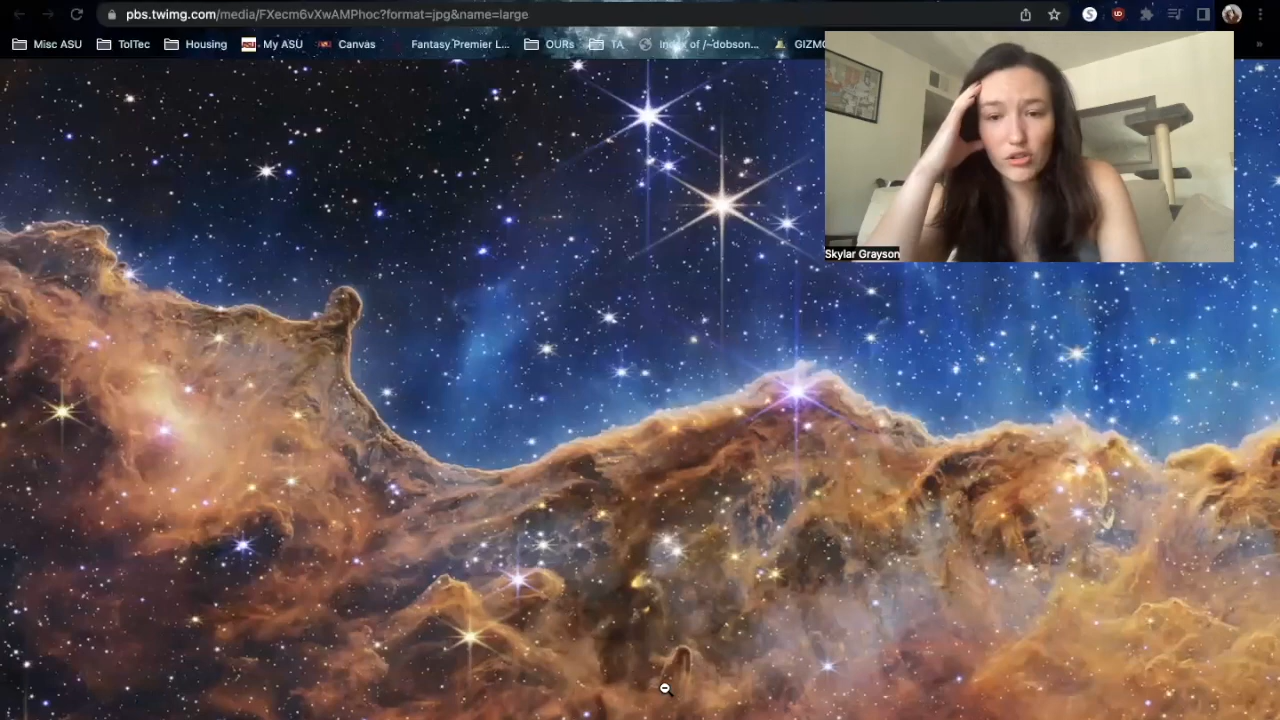 pbs.twimg.com/media/FXecm6vXwAMPhoc?format=jpg&name=large
Misc ASU TolTec Housing My ASU Canvas Fantasy Premier L... OURs TA Index of /~dobson... GIZMO
Skylar Grayson